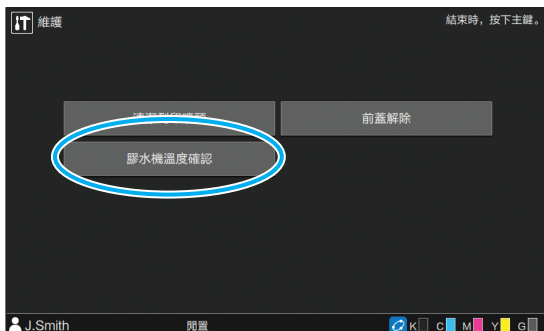 維護
結束時，按下主鍵。
前蓋解除
膠水機溫度確認
J.Smith
閒置
K C M Y G